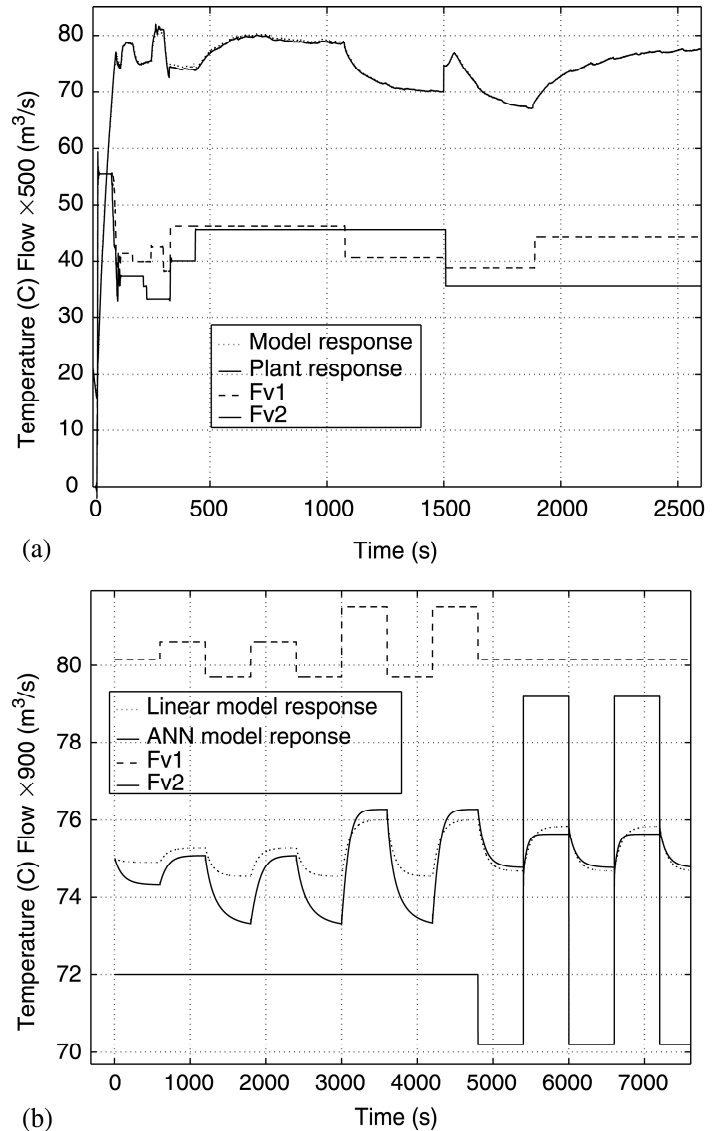 Temperature (C) Flow ×500 (m³/s)
80
70
60
50
40
30
20
10
0
Model response
Plant response
Fv1
Fv2
0 500 1000 1500 2000 2500
(a)
Time (s)
Temperature (C) Flow ×900 (m³/s)
80
78
76
74
72
70
Linear model response
ANN model reponse
Fv1
Fv2
0 1000 2000 3000 4000 5000 6000 7000
(b)
Time (s)